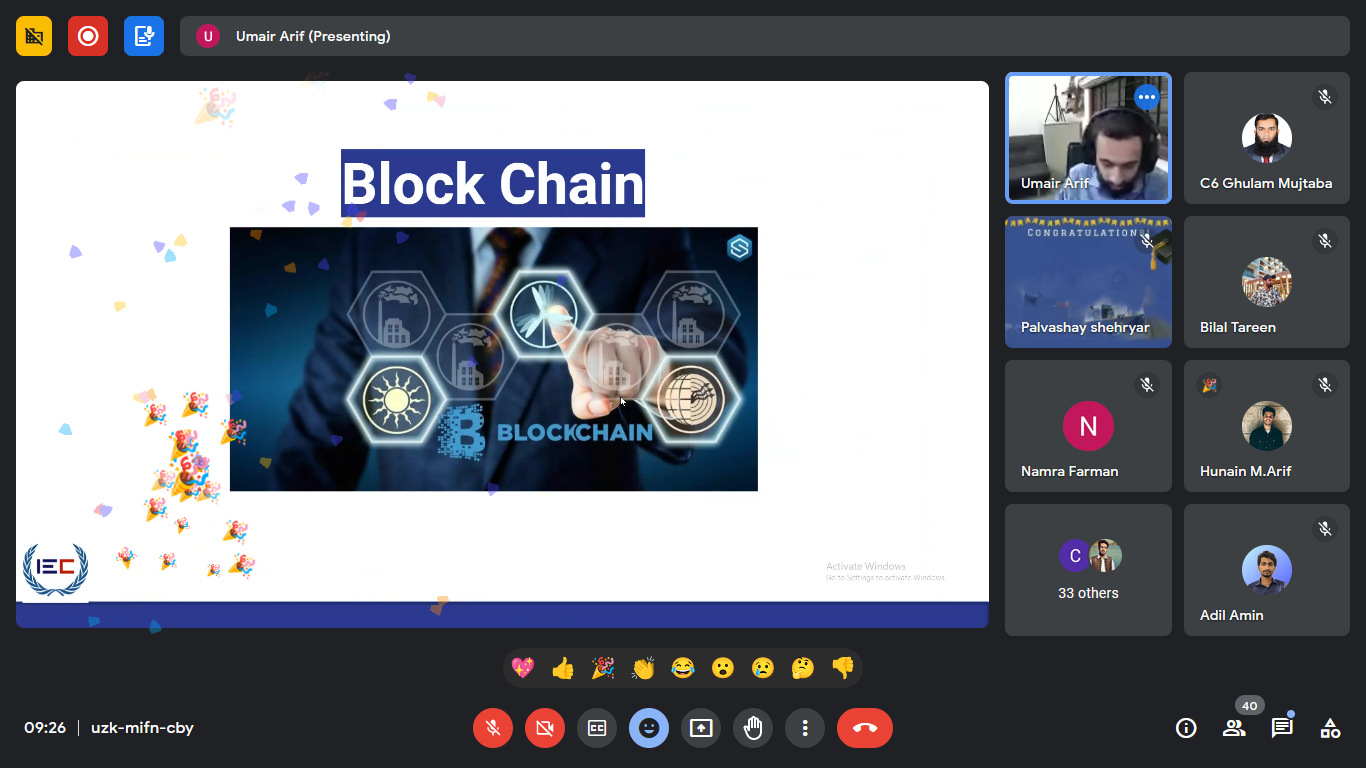 U
Umair Arif (Presenting)
Block Chain
BLOCKCHAIN
IEC
Activate Windows
Go to Settings to activate Windows.
Umair Arif
C6 Ghulam Mujtaba
CONGRATULATIONS
Palvashay shehryar
Bilal Tareen
N
Namra Farman
Hunain M.Arif
C
33 others
Adil Amin
09:26 | uzk-mifn-cby
CC
40